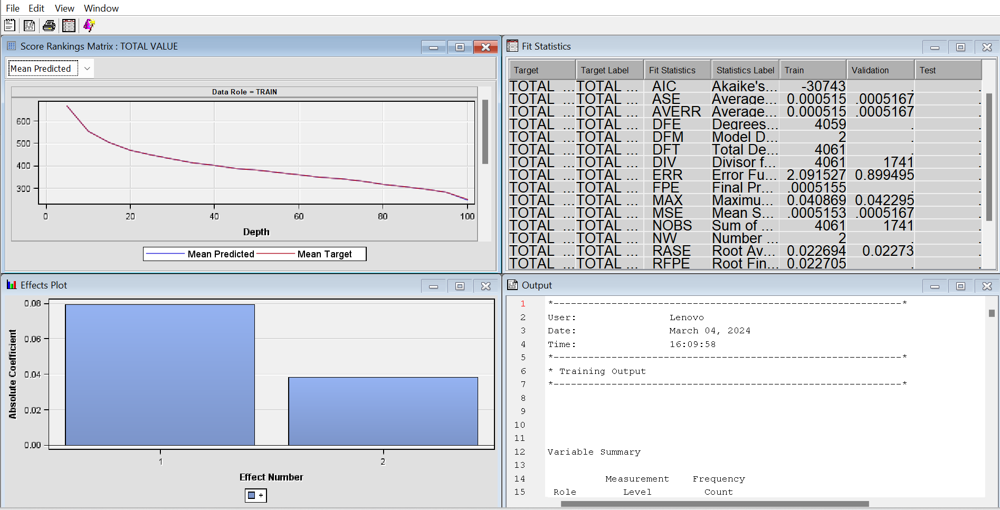 File Edit View Window
Score Rankings Matrix : TOTAL VALUE
Mean Predicted
Data Role = TRAIN
600
500
400
300
0 20 40 60 80 100
Depth
Mean Predicted Mean Target
Fit Statistics
Target Target Label Fit Statistics Statistics Label Train Validation Test
TOTAL ... TOTAL ... AIC Akaike's... -30743 . .
TOTAL ... TOTAL ... ASE Average... 0.000515 .0005167 .
TOTAL ... TOTAL ... AVERR Average... 0.000515 .0005167 .
TOTAL ... TOTAL ... DFE Degrees... 4059 . .
TOTAL ... TOTAL ... DFM Model D... 2 . .
TOTAL ... TOTAL ... DFT Total De... 4061 . .
TOTAL ... TOTAL ... DIV Divisor f... 4061 1741 .
TOTAL ... TOTAL ... ERR Error Fu... 2.091527 0.899495 .
TOTAL ... TOTAL ... FPE Final Pr... .0005155 . .
TOTAL ... TOTAL ... MAX Maximu... 0.040869 0.042295 .
TOTAL ... TOTAL ... MSE Mean S... .0005153 .0005167 .
TOTAL ... TOTAL ... NOBS Sum of ... 4061 1741 .
TOTAL ... TOTAL ... NW Number ... 2 . .
TOTAL ... TOTAL ... RASE Root Av... 0.022694 0.02273 .
TOTAL ... TOTAL ... RFPE Root Fin... 0.022705 . .
Effects Plot
Absolute Coefficient
0.08
0.06
0.04
0.02
0.00
1 2
Effect Number
+
Output
1 *------------------------------------------------------------*
2 User: Lenovo
3 Date: March 04, 2024
4 Time: 16:09:58
5 *------------------------------------------------------------*
6 * Training Output
7 *------------------------------------------------------------*
8
9
10
11
12 Variable Summary
13
14 Measurement Frequency
15 Role Level Count